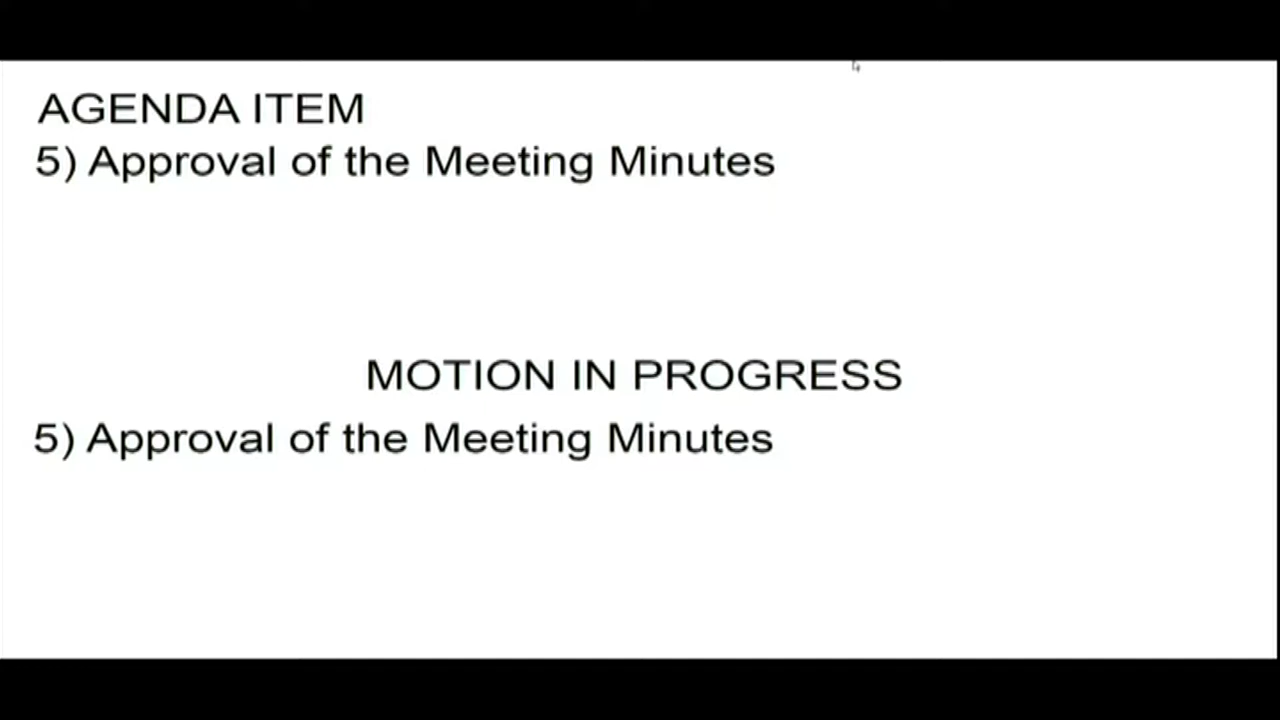 AGENDA ITEM
5) Approval of the Meeting Minutes
MOTION IN PROGRESS
5) Approval of the Meeting Minutes